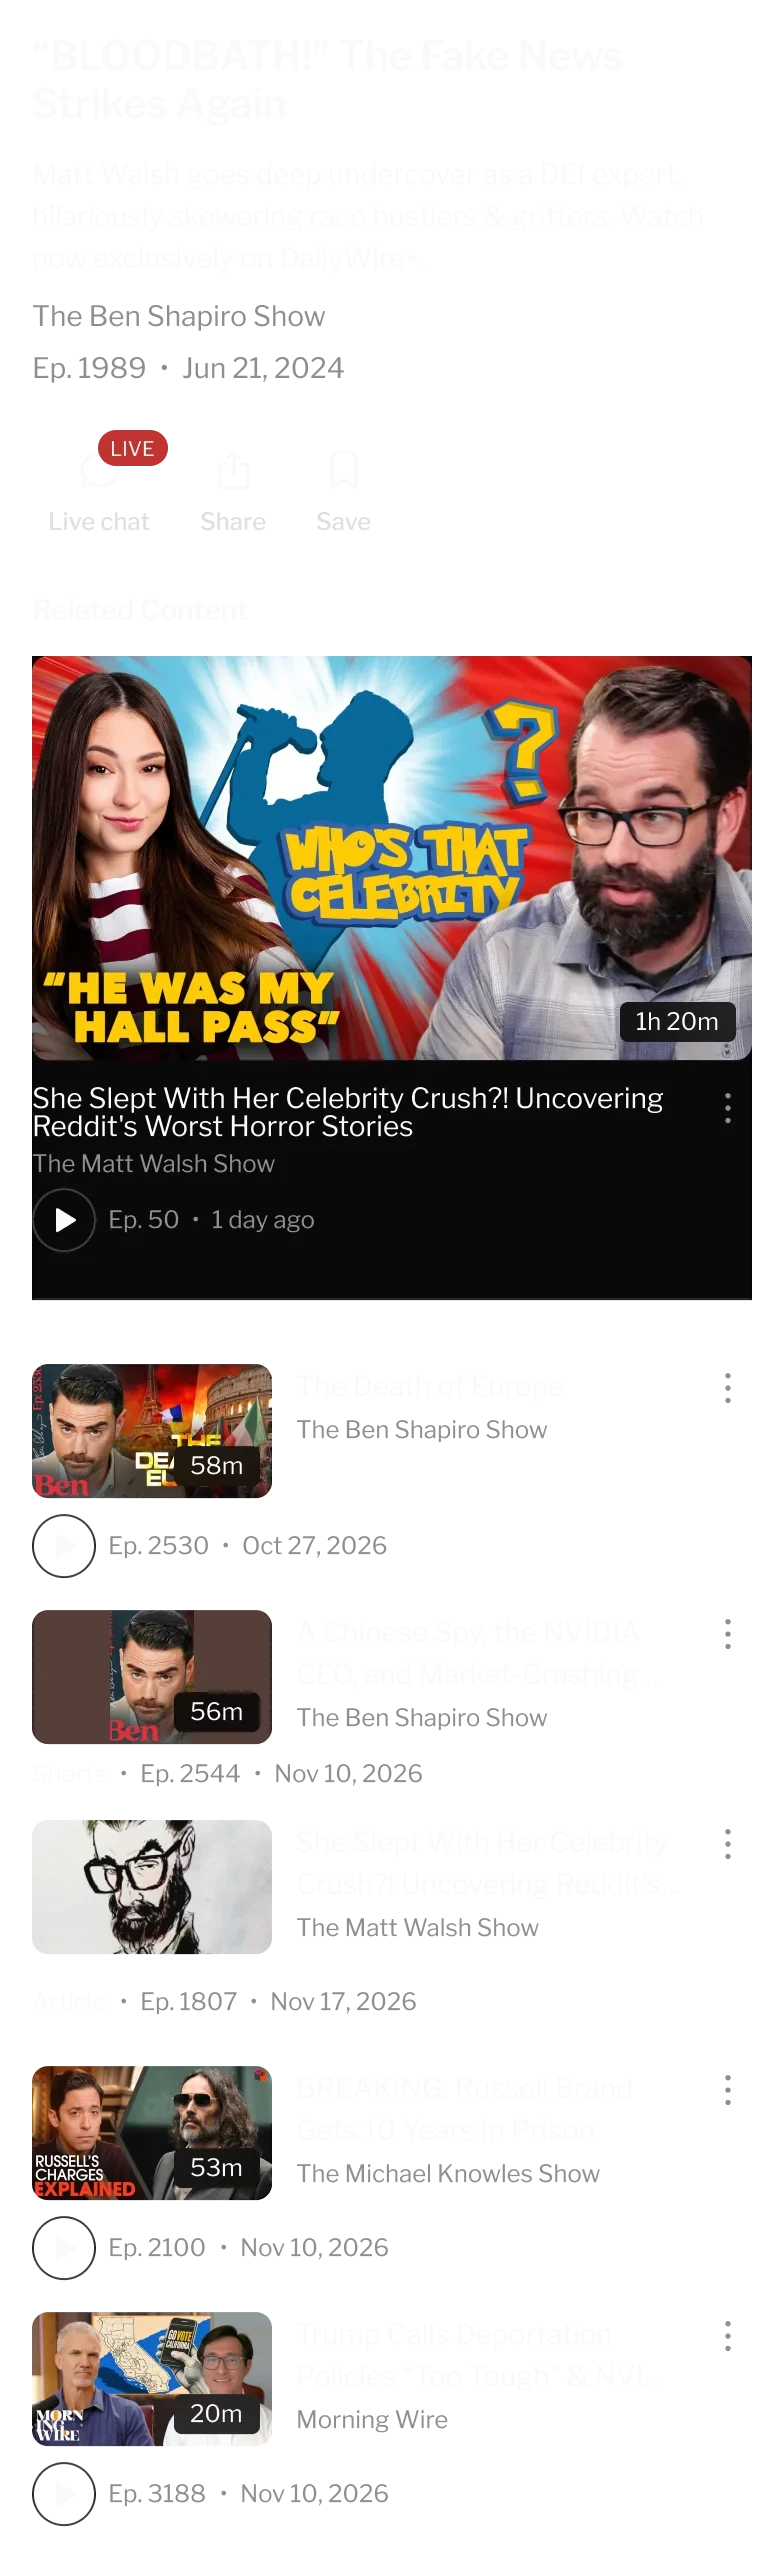 “BLOODBATH!” The Fake News
Strikes Again
Matt Walsh goes deep undercover as a DEI expert,
hilariously skewering race hustlers & grifters. Watch
now exclusively on DailyWire+.
The Ben Shapiro Show
Ep. 1989 • Jun 21, 2024
LIVE
Live chat Share Save
Related Content
?
WHO'S THAT
CELEBRITY
“HE WAS MY
HALL PASS”
1h 20m
She Slept With Her Celebrity Crush?! Uncovering
Reddit's Worst Horror Stories
The Matt Walsh Show
Ep. 50 • 1 day ago
Ben
THE
DEA
EU
58m
The Death of Europe
The Ben Shapiro Show
Ep. 2530 • Oct 27, 2026
Ben
56m
A Chinese Spy, the NVIDIA
CEO, and Market-Crashing...
The Ben Shapiro Show
Shorts • Ep. 2544 • Nov 10, 2026
She Slept With Her Celebrity
Crush?! Uncovering Reddit's...
The Matt Walsh Show
Article • Ep. 1807 • Nov 17, 2026
RUSSELL'S
CHARGES
EXPLAINED
53m
BREAKING: Russell Brand
Gets 10 Years In Prison
The Michael Knowles Show
Ep. 2100 • Nov 10, 2026
GO VOTE
CALIFORNIA
MORN
ING
WIRE
20m
Trump Calls Deportation
Policies “Too Tough” & NVI...
Morning Wire
Ep. 3188 • Nov 10, 2026